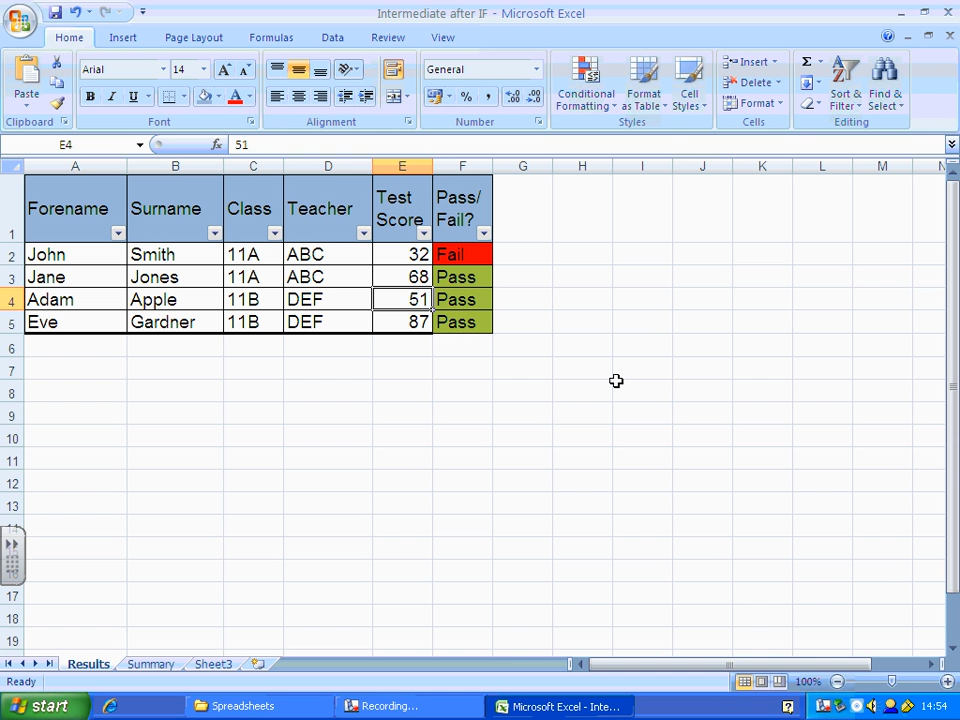 Intermediate after IF - Microsoft Excel
Home Insert Page Layout Formulas Data Review View
Paste Arial 14 A A General Conditional Formatting Format as Table Cell Styles Insert Delete Format Σ Sort & Filter Find & Select
B I U A % ,
Clipboard Font Alignment Number Styles Cells Editing
E4 fx 51
A B C D E F G H I J K L M N
1 Forename Surname Class Teacher Test Score Pass/ Fail?
2 John Smith 11A ABC 32 Fail
3 Jane Jones 11A ABC 68 Pass
4 Adam Apple 11B DEF 51 Pass
5 Eve Gardner 11B DEF 87 Pass
6
7
8
9
10
11
12
13
17
18
19
Results Summary Sheet3
Ready 100%
start Spreadsheets Recording... Microsoft Excel - Inte... 14:54